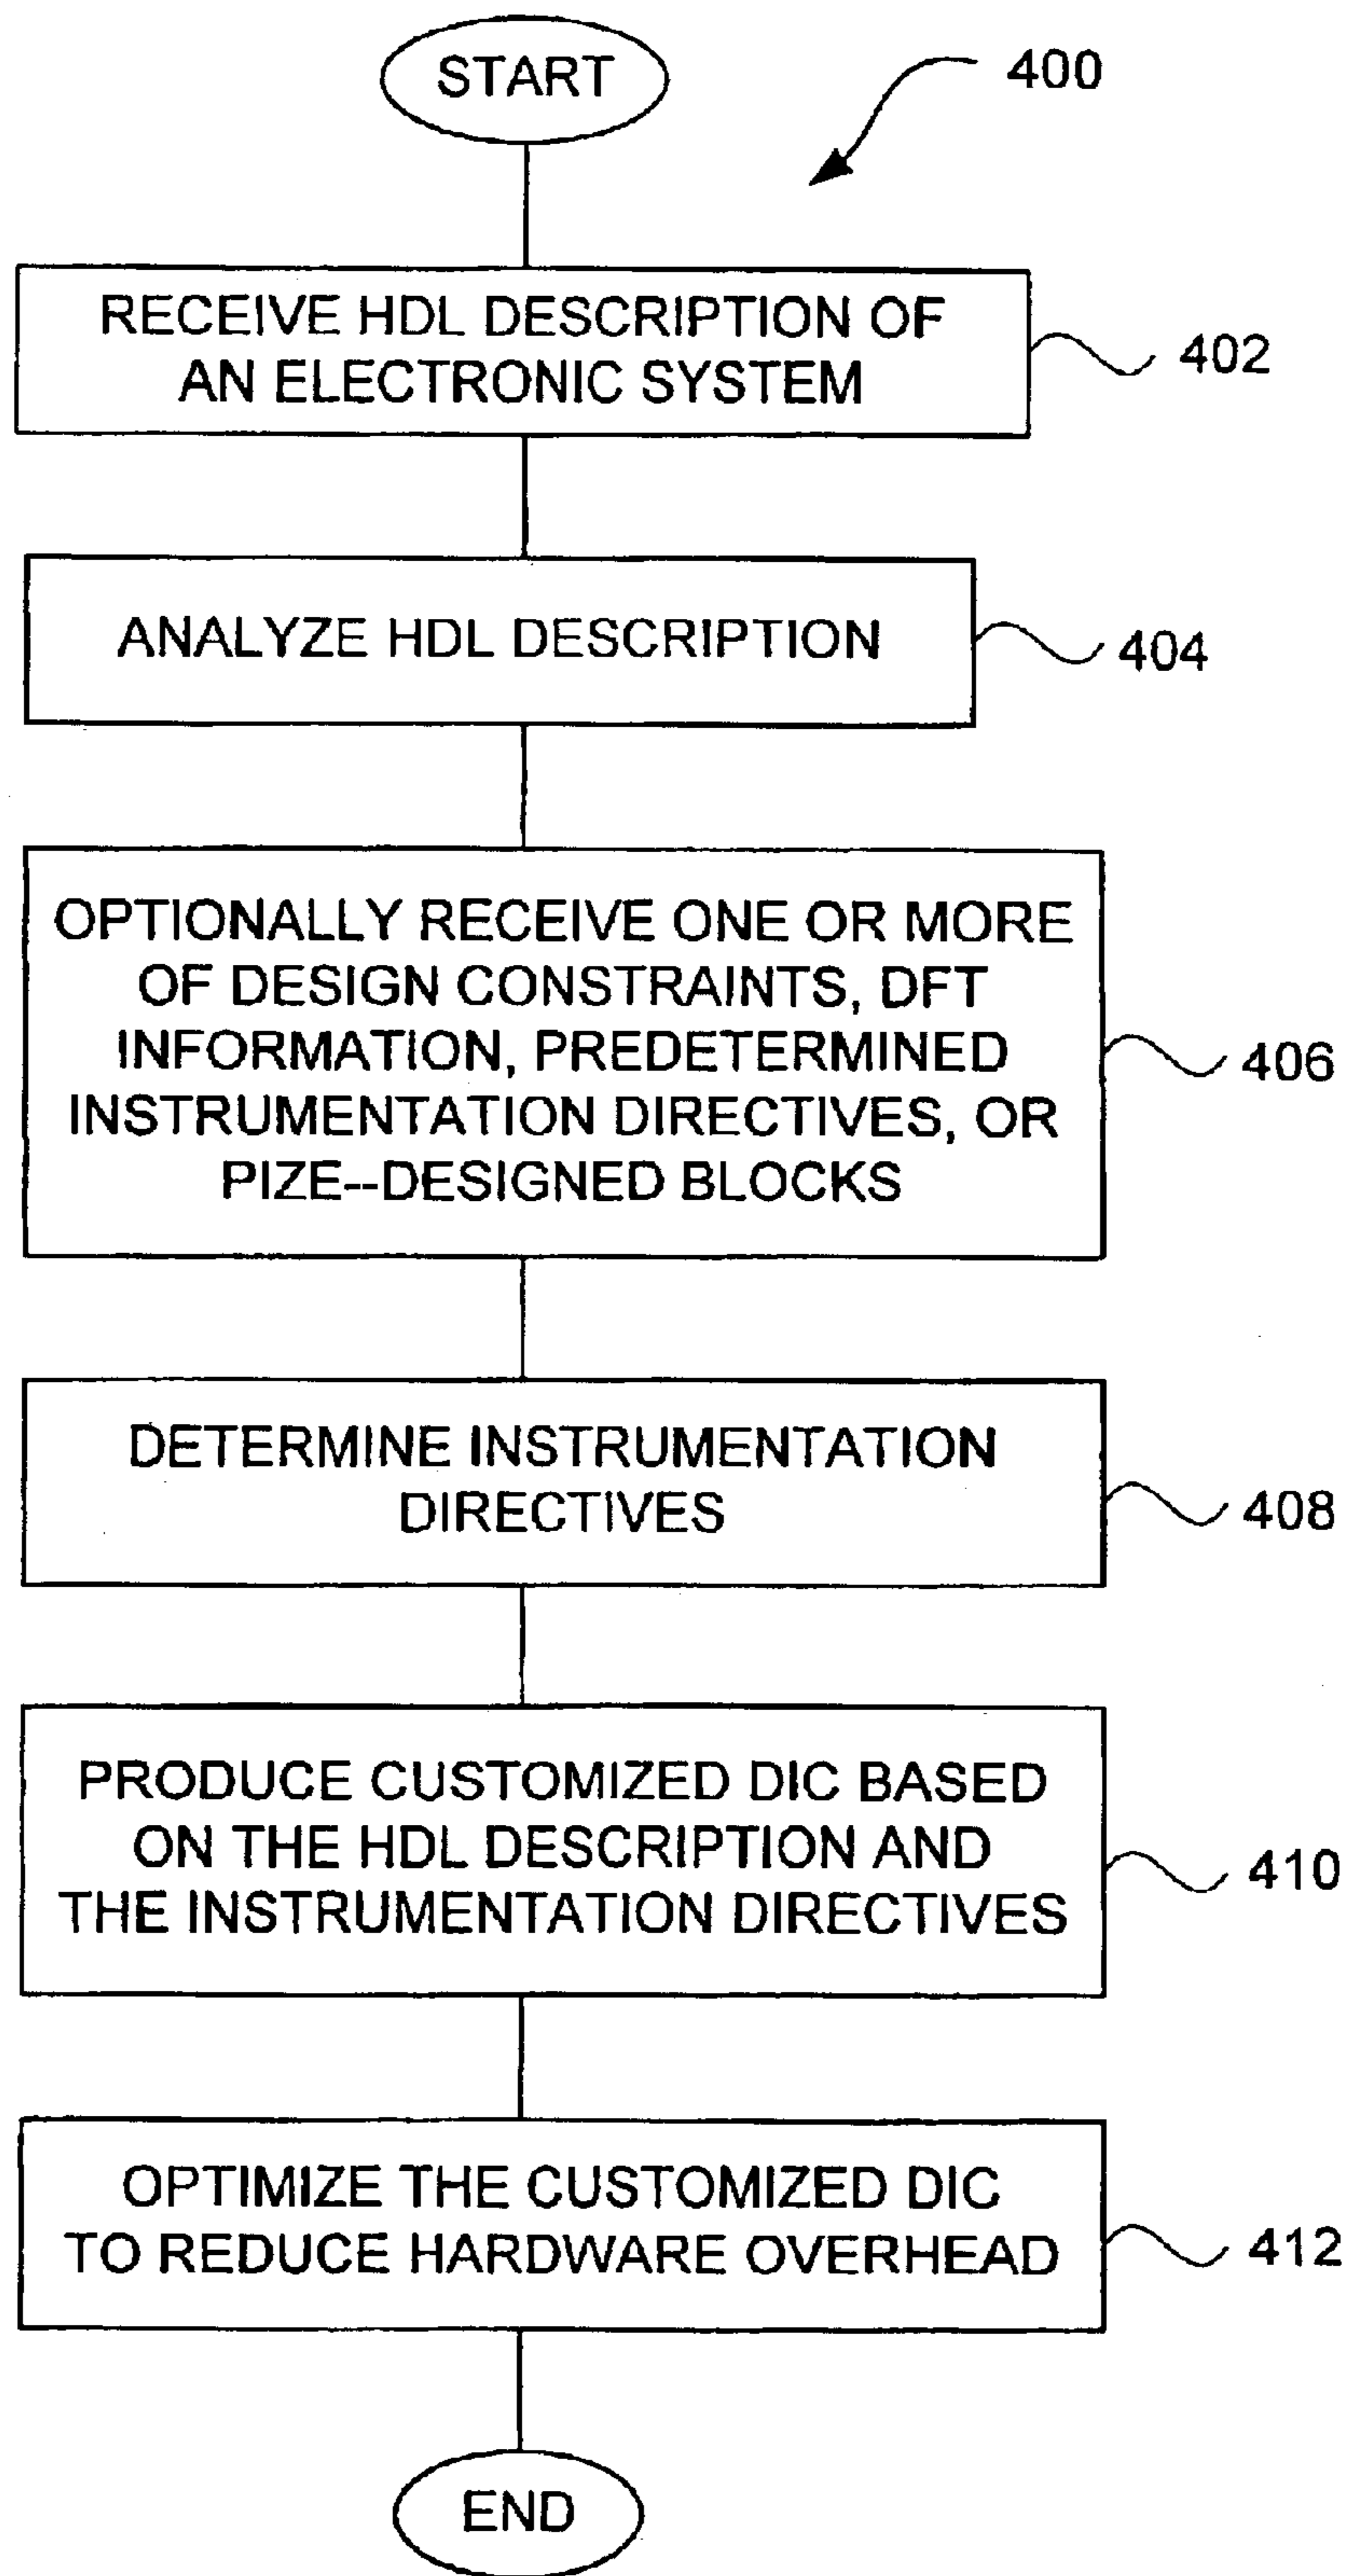 START
400
RECEIVE HDL DESCRIPTION OF
AN ELECTRONIC SYSTEM
402
ANALYZE HDL DESCRIPTION
404
OPTIONALLY RECEIVE ONE OR MORE
OF DESIGN CONSTRAINTS, DFT
INFORMATION, PREDETERMINED
INSTRUMENTATION DIRECTIVES, OR
PIZE--DESIGNED BLOCKS
406
DETERMINE INSTRUMENTATION
DIRECTIVES
408
PRODUCE CUSTOMIZED DIC BASED
ON THE HDL DESCRIPTION AND
THE INSTRUMENTATION DIRECTIVES
410
OPTIMIZE THE CUSTOMIZED DIC
TO REDUCE HARDWARE OVERHEAD
412
END